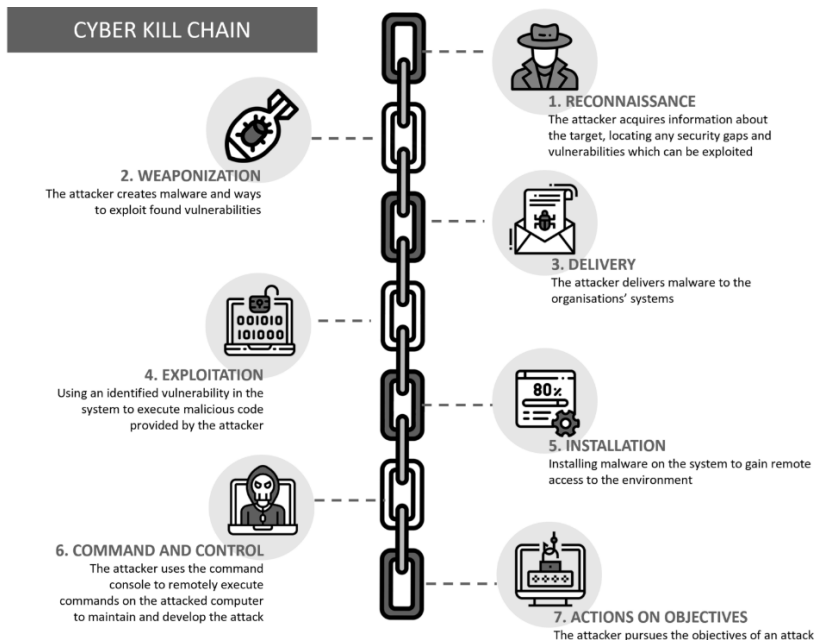 CYBER KILL CHAIN
1. RECONNAISSANCE
The attacker acquires information about
the target, locating any security gaps and
vulnerabilities which can be exploited
2. WEAPONIZATION
The attacker creates malware and ways
to exploit found vulnerabilities
3. DELIVERY
The attacker delivers malware to the
organisations’ systems
001010
101000
4. EXPLOITATION
Using an identified vulnerability in the
system to execute malicious code
provided by the attacker
80%
5. INSTALLATION
Installing malware on the system to gain remote
access to the environment
6. COMMAND AND CONTROL
The attacker uses the command
console to remotely execute
commands on the attacked computer
to maintain and develop the attack
7. ACTIONS ON OBJECTIVES
The attacker pursues the objectives of an attack